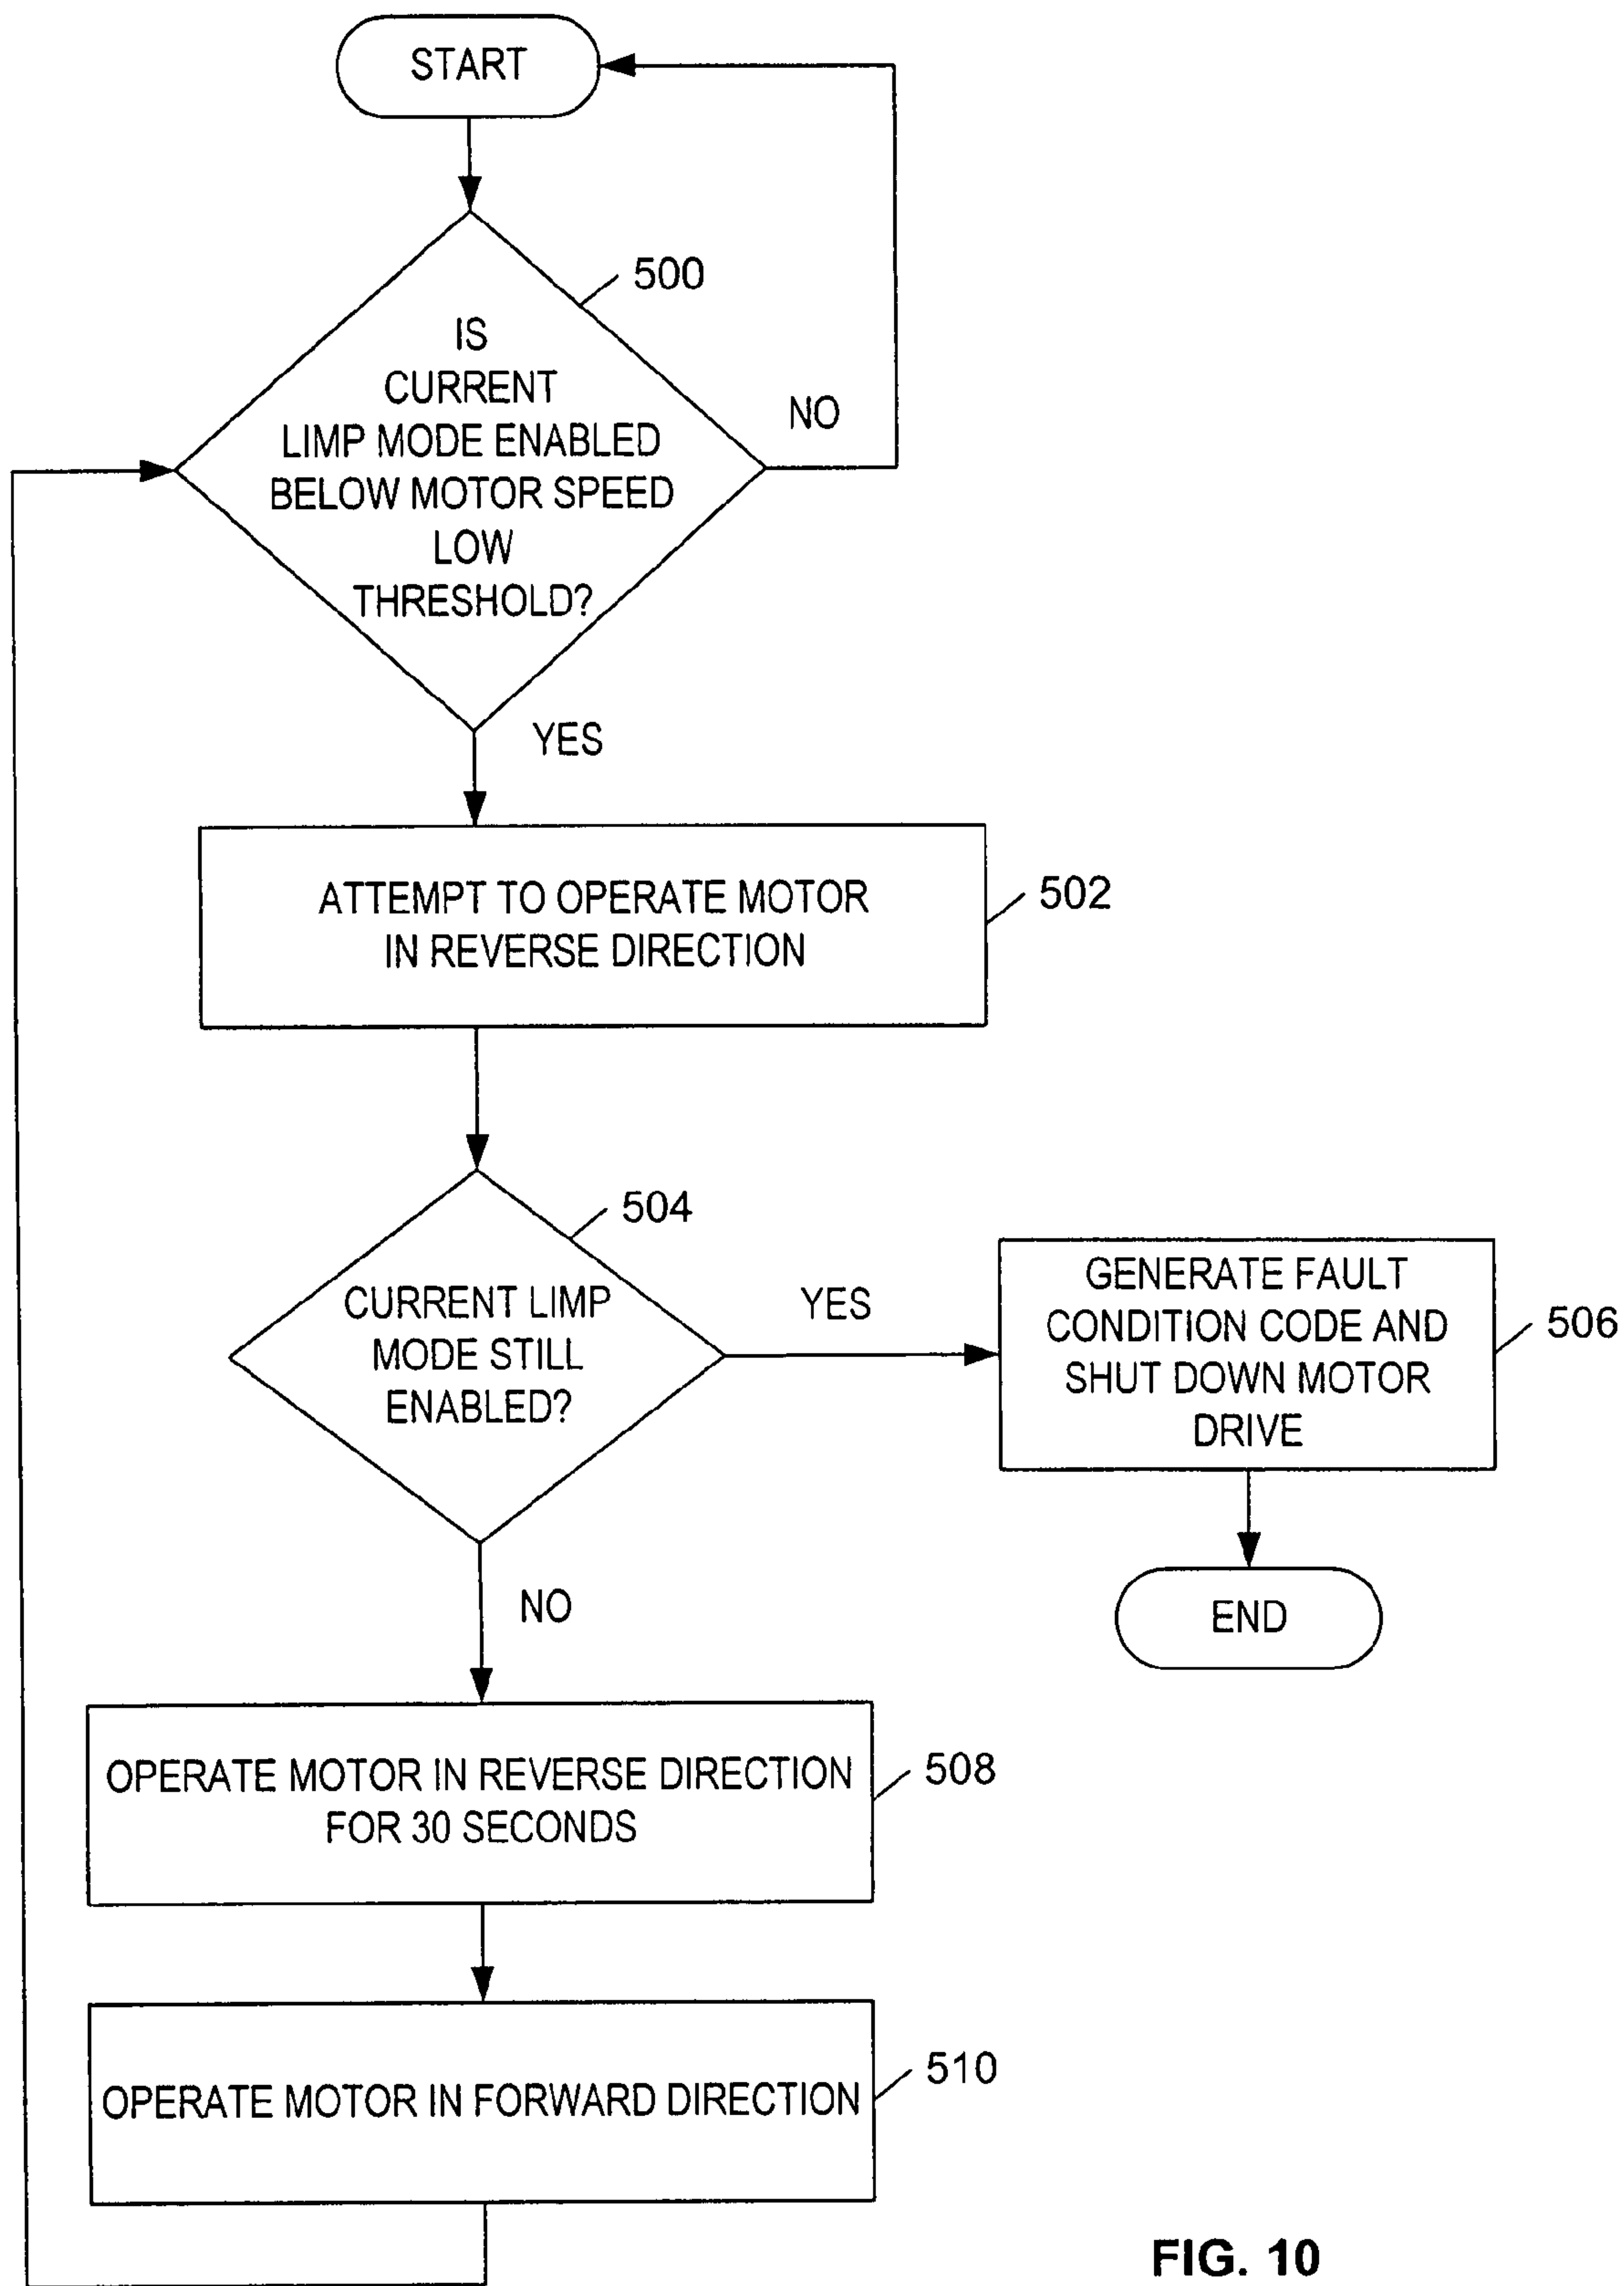 START
500
IS
CURRENT
LIMP MODE ENABLED
BELOW MOTOR SPEED
LOW
THRESHOLD?
NO
YES
ATTEMPT TO OPERATE MOTOR
IN REVERSE DIRECTION
502
504
CURRENT LIMP
MODE STILL
ENABLED?
YES
GENERATE FAULT
CONDITION CODE AND
SHUT DOWN MOTOR
DRIVE
506
END
NO
OPERATE MOTOR IN REVERSE DIRECTION
FOR 30 SECONDS
508
OPERATE MOTOR IN FORWARD DIRECTION
510
FIG. 10